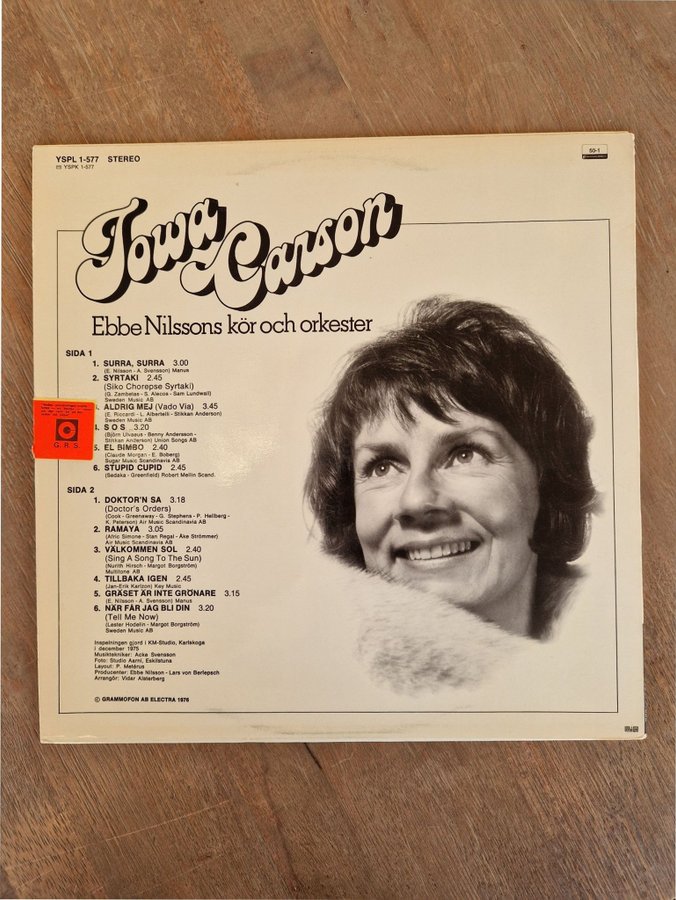 YSPL 1-577 STEREO
YSPK 1-577
50-1
Towa Carson
Ebbe Nilssons kör och orkester
SIDA 1
1. SURRA, SURRA 3.00
(E. Nilsson - A. Svensson) Manus
2. SYRTAKI 2.45
(Siko Chorepse Syrtaki)
(G. Zambetas - S. Alecos - Sam Lundwall)
Sweden Music AB
3. ALDRIG MEJ (Vado Via) 3.45
(E. Riccardi - L. Albertelli - Stikkan Anderson)
Sweden Music AB
4. S O S 3.20
(Björn Ulvaeus - Benny Andersson -
Stikkan Anderson) Union Songs AB
5. EL BIMBO 2.40
(Claude Morgan - E. Boberg)
Sugar Music Scandinavia AB
6. STUPID CUPID 2.45
(Sedaka - Greenfield) Robert Mellin Scand.
G.R.S.
SIDA 2
1. DOKTOR'N SA 3.18
(Doctor's Orders)
(Cook - Greenaway - G. Stephens - P. Hellberg -
K. Peterson) Air Music Scandinavia AB
2. RAMAYA 3.05
(Afric Simone - Stan Regal - Åke Strömmer)
Air Music Scandinavia AB
3. VÄLKOMMEN SOL 2.40
(Sing A Song To The Sun)
(Nurith Hirsch - Margot Borgström)
Multitone AB
4. TILLBAKA IGEN 2.45
(Jan-Erik Karlzon) Key Music
5. GRÄSET ÄR INTE GRÖNARE 3.15
(E. Nilsson - A. Svensson) Manus
6. NÄR FÅR JAG BLI DIN 3.20
(Tell Me Now)
(Lester Hodelin - Margot Borgström)
Sweden Music AB
Inspelningen gjord i KM-Studio, Karlskoga
i december 1975
Musiktekniker: Acke Svensson
Foto: Studio Aarni, Eskilstuna
Layout: P. Metérus
Producenter: Ebbe Nilsson - Lars von Berlepsch
Arrangör: Vidar Alsterberg
© GRAMMOFON AB ELECTRA 1976